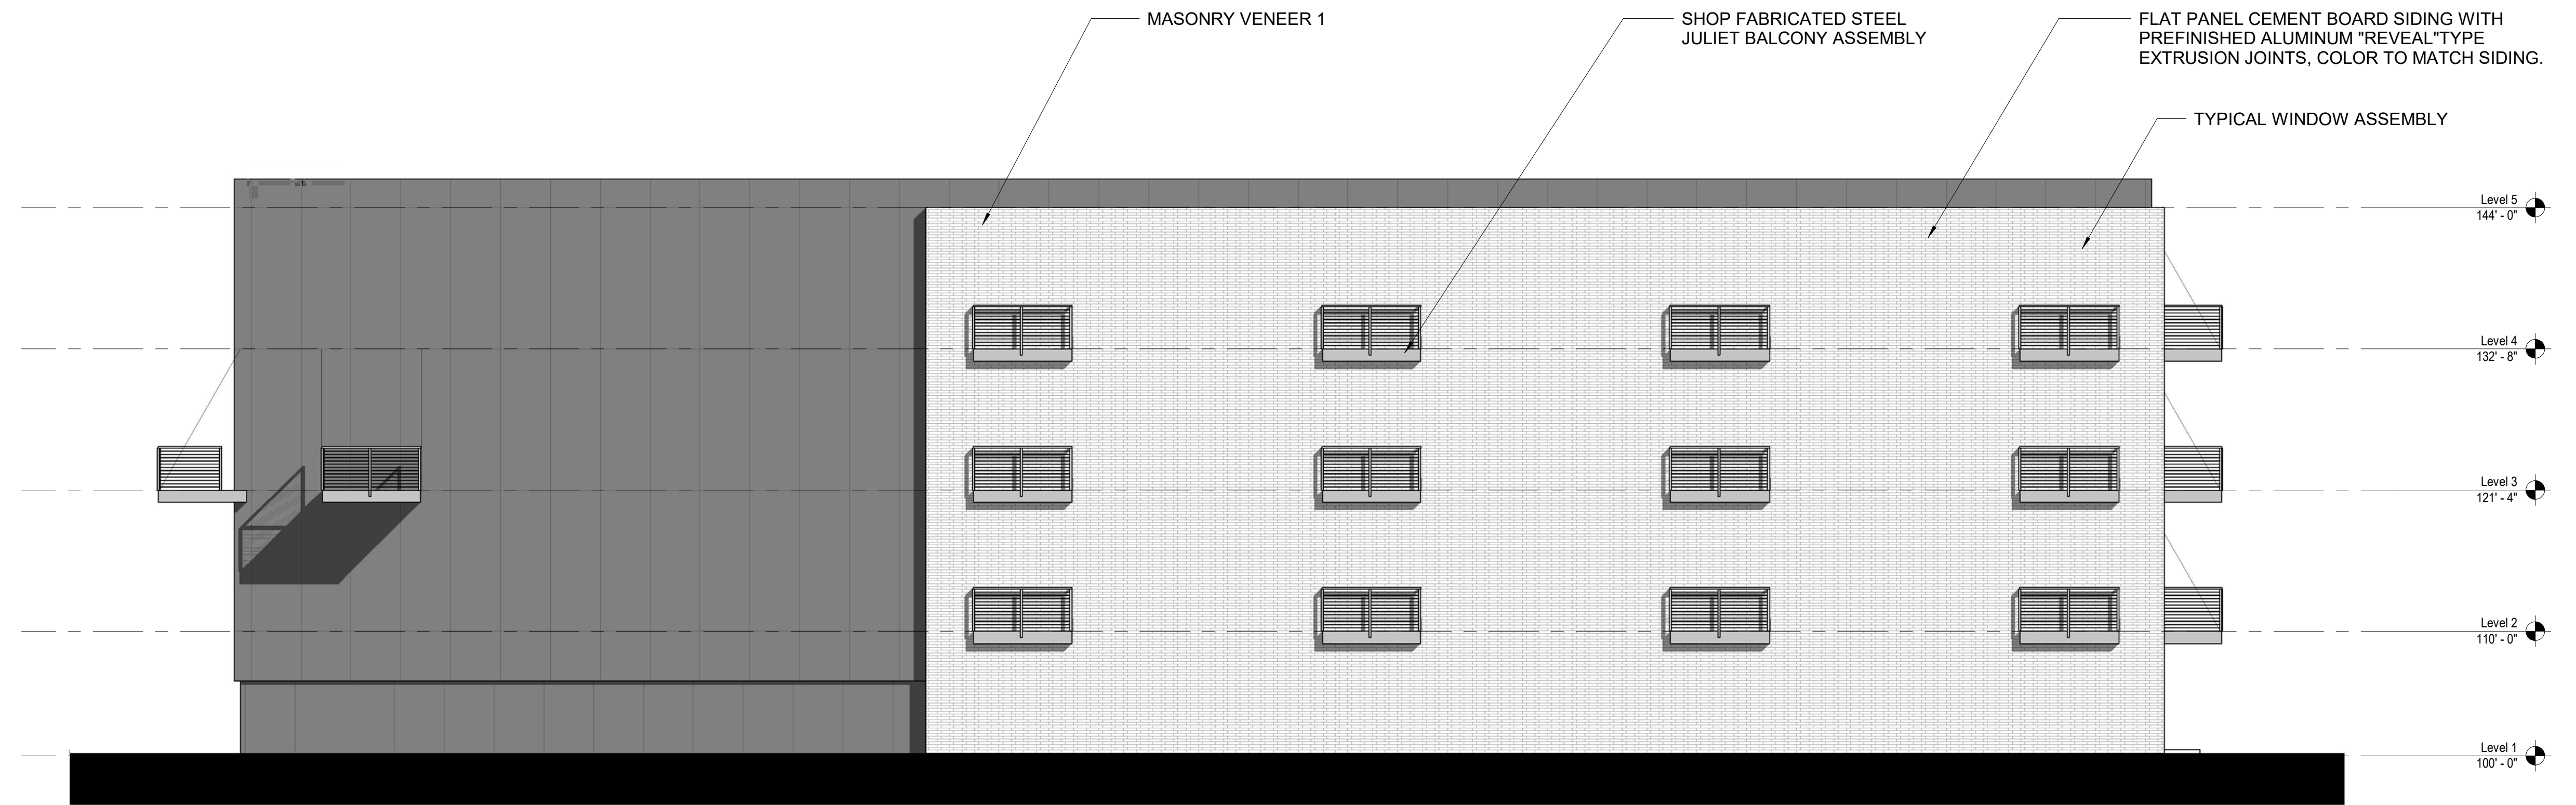 MASONRY VENEER 1
SHOP FABRICATED STEEL
JULIET BALCONY ASSEMBLY
FLAT PANEL CEMENT BOARD SIDING WITH
PREFINISHED ALUMINUM "REVEAL"TYPE
EXTRUSION JOINTS, COLOR TO MATCH SIDING.
TYPICAL WINDOW ASSEMBLY
Level 5
144' - 0"
Level 4
132' - 8"
Level 3
121' - 4"
Level 2
110' - 0"
Level 1
100' - 0"